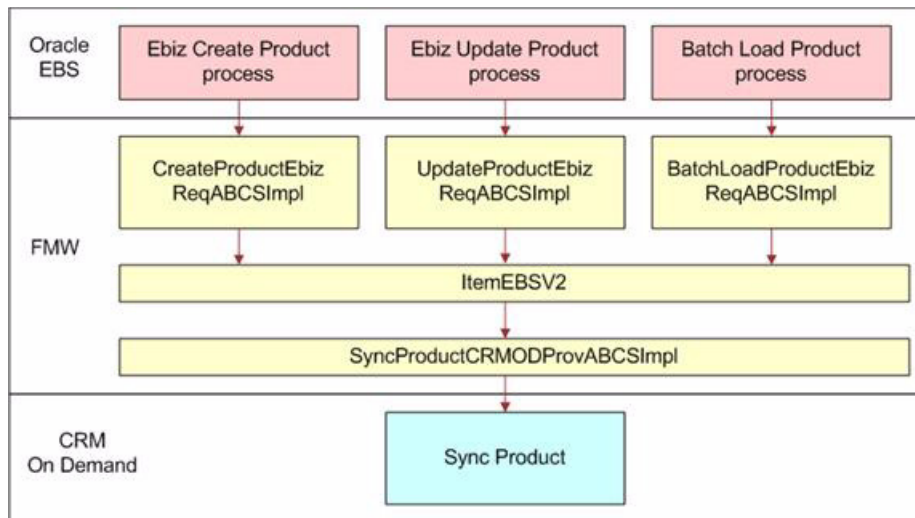 Oracle
EBS
Ebiz Create Product
process
Ebiz Update Product
process
Batch Load Product
process
FMW
CreateProductEbiz
ReqABCSImpl
UpdateProductEbiz
ReqABCSImpl
BatchLoadProductEbiz
ReqABCSImpl
ItemEBSV2
SyncProductCRMODProvABCSImpl
CRM
On Demand
Sync Product